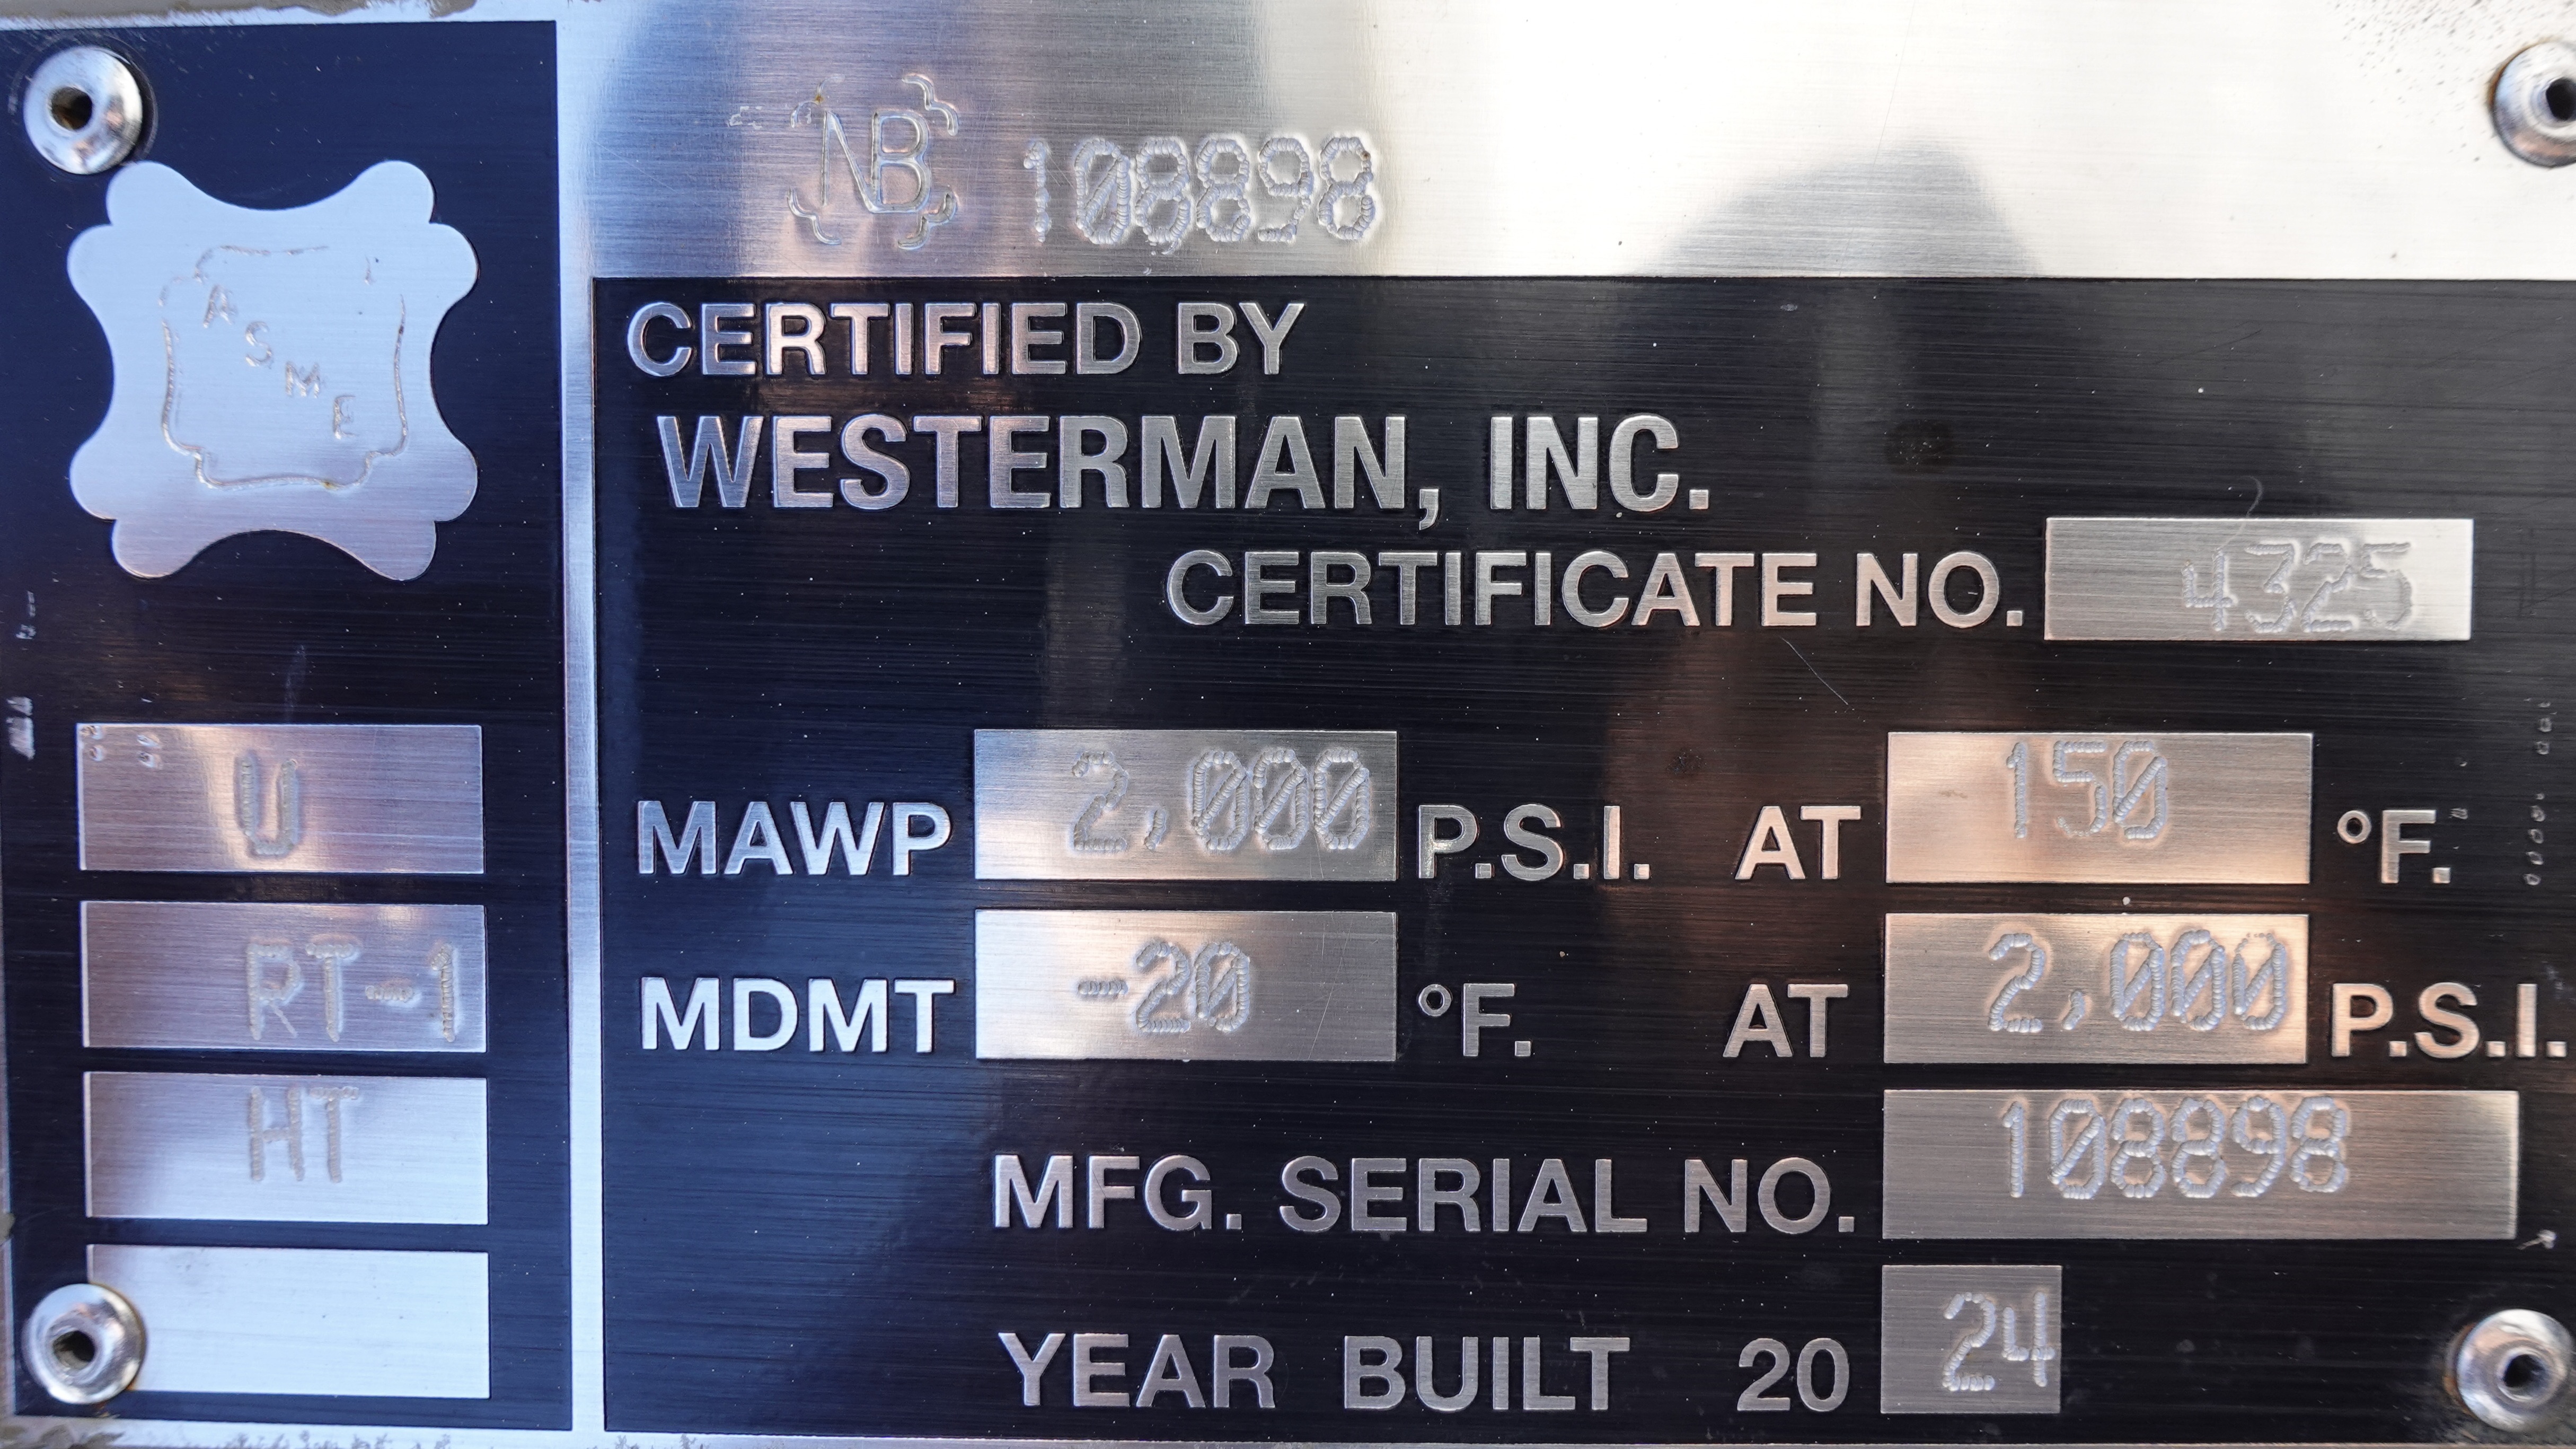 NB 108898
ASME
CERTIFIED BY
WESTERMAN, INC.
CERTIFICATE NO. 4325
U
MAWP 2,000 P.S.I. AT 150 °F.
RT-1
MDMT -20 °F. AT 2,000 P.S.I.
HT
MFG. SERIAL NO. 108898
YEAR BUILT 20 24